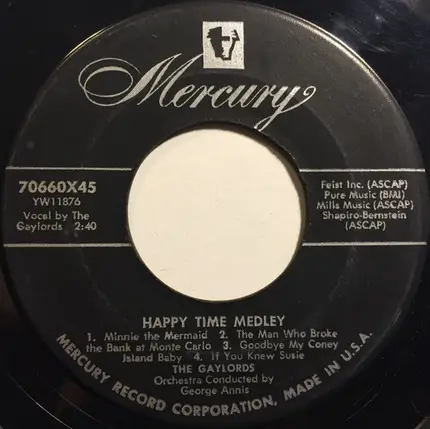 Mercury
70660X45
YW11876
Vocal by The
Gaylords 2:40
Feist Inc. (ASCAP)
Pure Music (BMI)
Mills Music (ASCAP)
Shapiro-Bernstein
(ASCAP)
HAPPY TIME MEDLEY
1. Minnie the Mermaid 2. The Man Who Broke
the Bank at Monte Carlo 3. Goodbye My Coney
Island Baby 4. If You Knew Susie
THE GAYLORDS
Orchestra Conducted by
George Annis
MERCURY RECORD CORPORATION, MADE IN U.S.A.